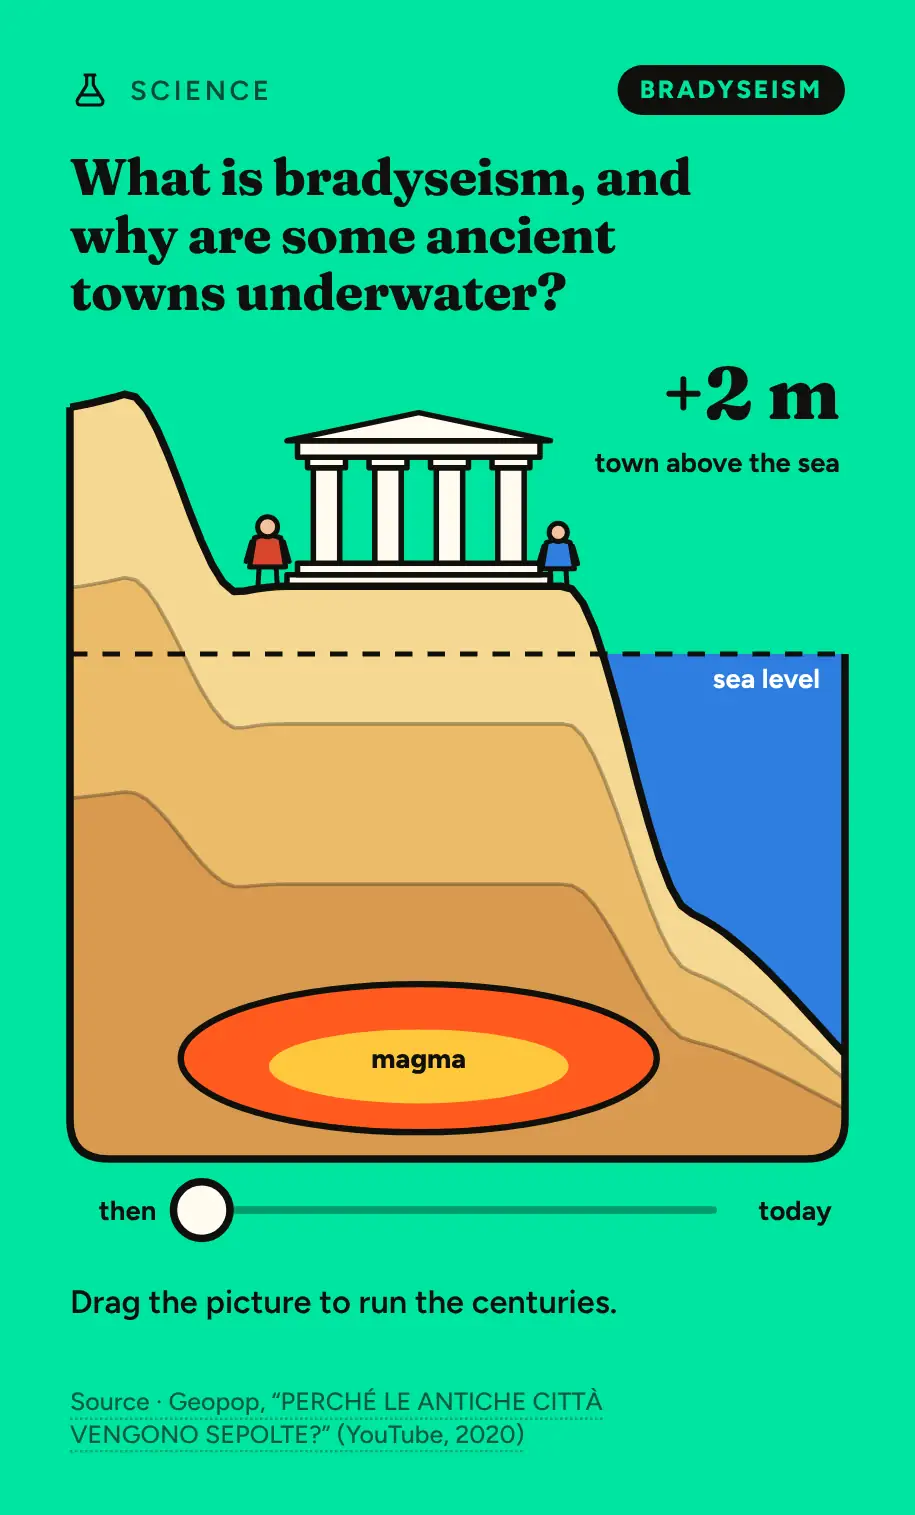 SCIENCE
BRADYSEISM
What is bradyseism, and
why are some ancient
towns underwater?
+2 m
town above the sea
sea level
magma
then
today
Drag the picture to run the centuries.
Source · Geopop, “PERCHÉ LE ANTICHE CITTÀ
VENGONO SEPOLTE?” (YouTube, 2020)